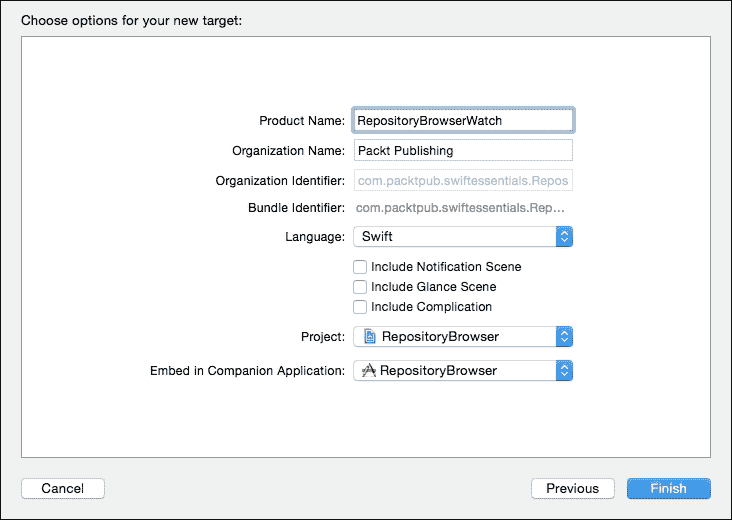 Choose options for your new target:
Product Name: RepositoryBrowserWatch
Organization Name: Packt Publishing
Organization Identifier: com.packtpub.swiftessentials.Repos
Bundle Identifier: com.packtpub.swiftessentials.Rep...
Language: Swift
Include Notification Scene
Include Glance Scene
Include Complication
Project: RepositoryBrowser
Embed in Companion Application: RepositoryBrowser
Cancel Previous Finish